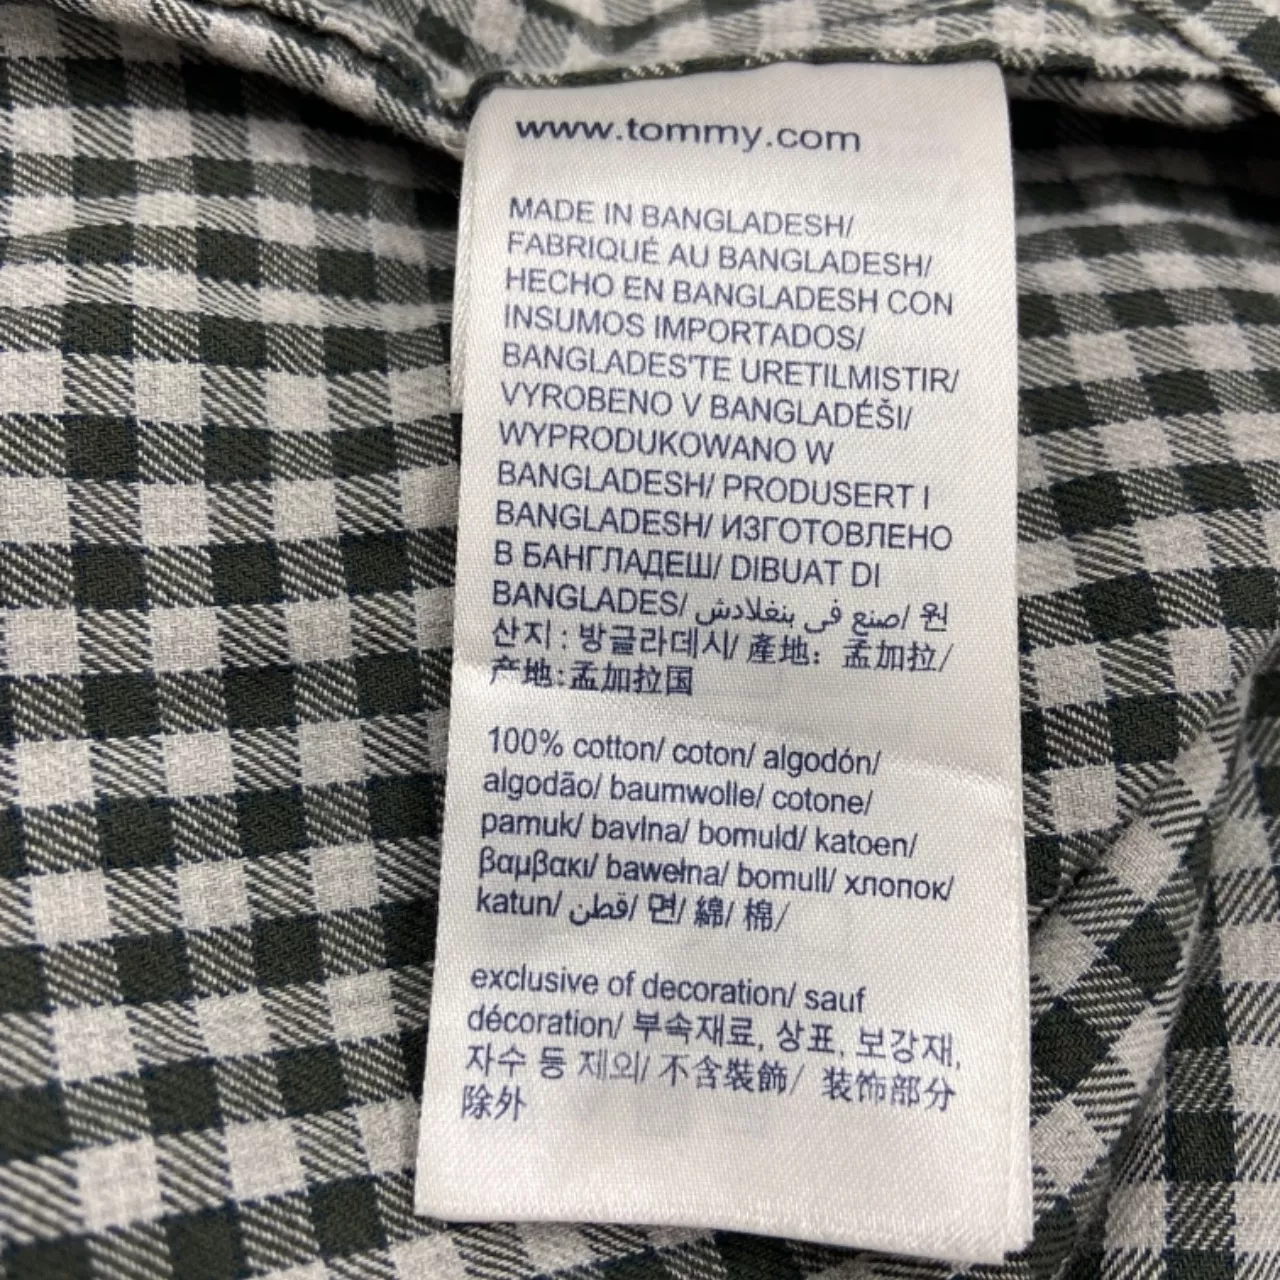 www.tommy.com
MADE IN BANGLADESH/
FABRIQUÉ AU BANGLADESH/
HECHO EN BANGLADESH CON
INSUMOS IMPORTADOS/
BANGLADES'TE URETILMISTIR/
VYROBENO V BANGLADÉŠI/
WYPRODUKOWANO W
BANGLADESH/ PRODUSERT I
BANGLADESH/ ИЗГОТОВЛЕНО
В БАНГЛАДЕШ/ DIBUAT DI
BANGLADES/ صنع في بنغلادش/ 원
산지 : 방글라데시/ 產地：孟加拉/
产地:孟加拉国
100% cotton/ coton/ algodón/
algodão/ baumwolle/ cotone/
pamuk/ bavlna/ bomuld/ katoen/
βαμβακι/ bawełna/ bomull/ хлопок/
katun/ قطن/ 면/ 綿/ 棉/
exclusive of decoration/ sauf
décoration/ 부속재료, 상표, 보강재,
자수 등 제외/ 不含裝飾/ 装饰部分
除外